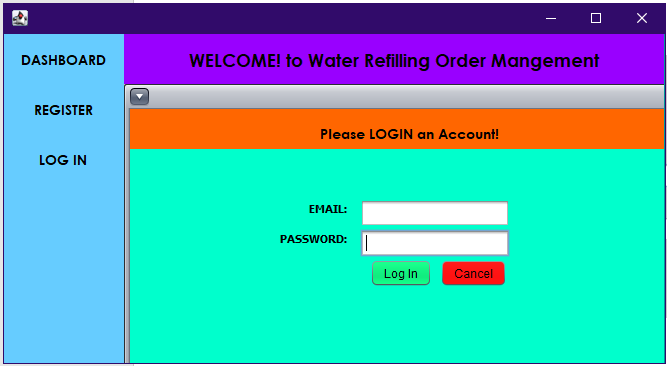 WELCOME! to Water Refilling Order Mangement
DASHBOARD
REGISTER
LOG IN
Please LOGIN an Account!
EMAIL:
PASSWORD:
Log In
Cancel